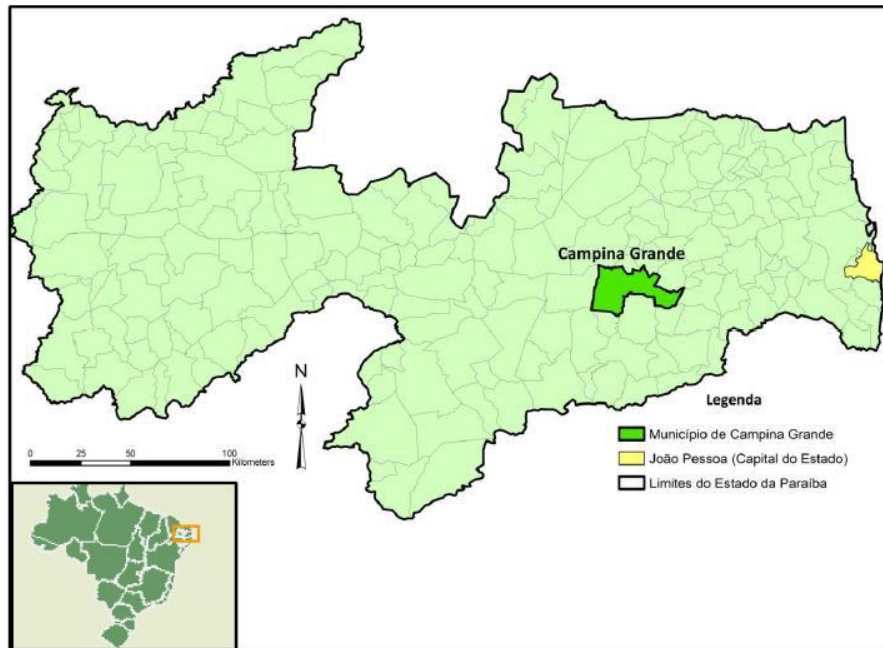 Campina Grande
N
Legenda
0 25 50 100
Kilometers
Município de Campina Grande
João Pessoa (Capital do Estado)
Limites do Estado da Paraíba